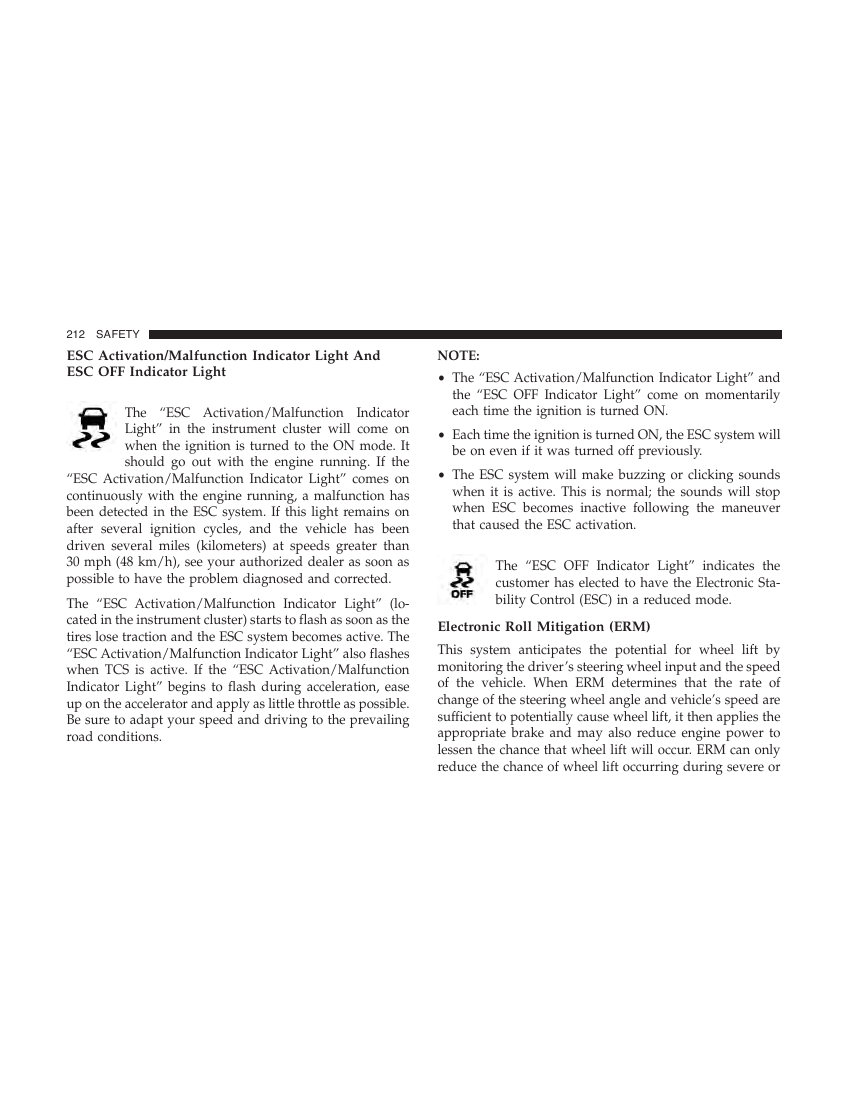 212 SAFETY
ESC Activation/Malfunction Indicator Light And
ESC OFF Indicator Light
The “ESC Activation/Malfunction Indicator
Light” in the instrument cluster will come on
when the ignition is turned to the ON mode. It
should go out with the engine running. If the
“ESC Activation/Malfunction Indicator Light” comes on
continuously with the engine running, a malfunction has
been detected in the ESC system. If this light remains on
after several ignition cycles, and the vehicle has been
driven several miles (kilometers) at speeds greater than
30 mph (48 km/h), see your authorized dealer as soon as
possible to have the problem diagnosed and corrected.
The “ESC Activation/Malfunction Indicator Light” (lo-
cated in the instrument cluster) starts to flash as soon as the
tires lose traction and the ESC system becomes active. The
“ESC Activation/Malfunction Indicator Light” also flashes
when TCS is active. If the “ESC Activation/Malfunction
Indicator Light” begins to flash during acceleration, ease
up on the accelerator and apply as little throttle as possible.
Be sure to adapt your speed and driving to the prevailing
road conditions.
NOTE:
• The “ESC Activation/Malfunction Indicator Light” and
the “ESC OFF Indicator Light” come on momentarily
each time the ignition is turned ON.
• Each time the ignition is turned ON, the ESC system will
be on even if it was turned off previously.
• The ESC system will make buzzing or clicking sounds
when it is active. This is normal; the sounds will stop
when ESC becomes inactive following the maneuver
that caused the ESC activation.
OFF
The “ESC OFF Indicator Light” indicates the
customer has elected to have the Electronic Sta-
bility Control (ESC) in a reduced mode.
Electronic Roll Mitigation (ERM)
This system anticipates the potential for wheel lift by
monitoring the driver’s steering wheel input and the speed
of the vehicle. When ERM determines that the rate of
change of the steering wheel angle and vehicle’s speed are
sufficient to potentially cause wheel lift, it then applies the
appropriate brake and may also reduce engine power to
lessen the chance that wheel lift will occur. ERM can only
reduce the chance of wheel lift occurring during severe or